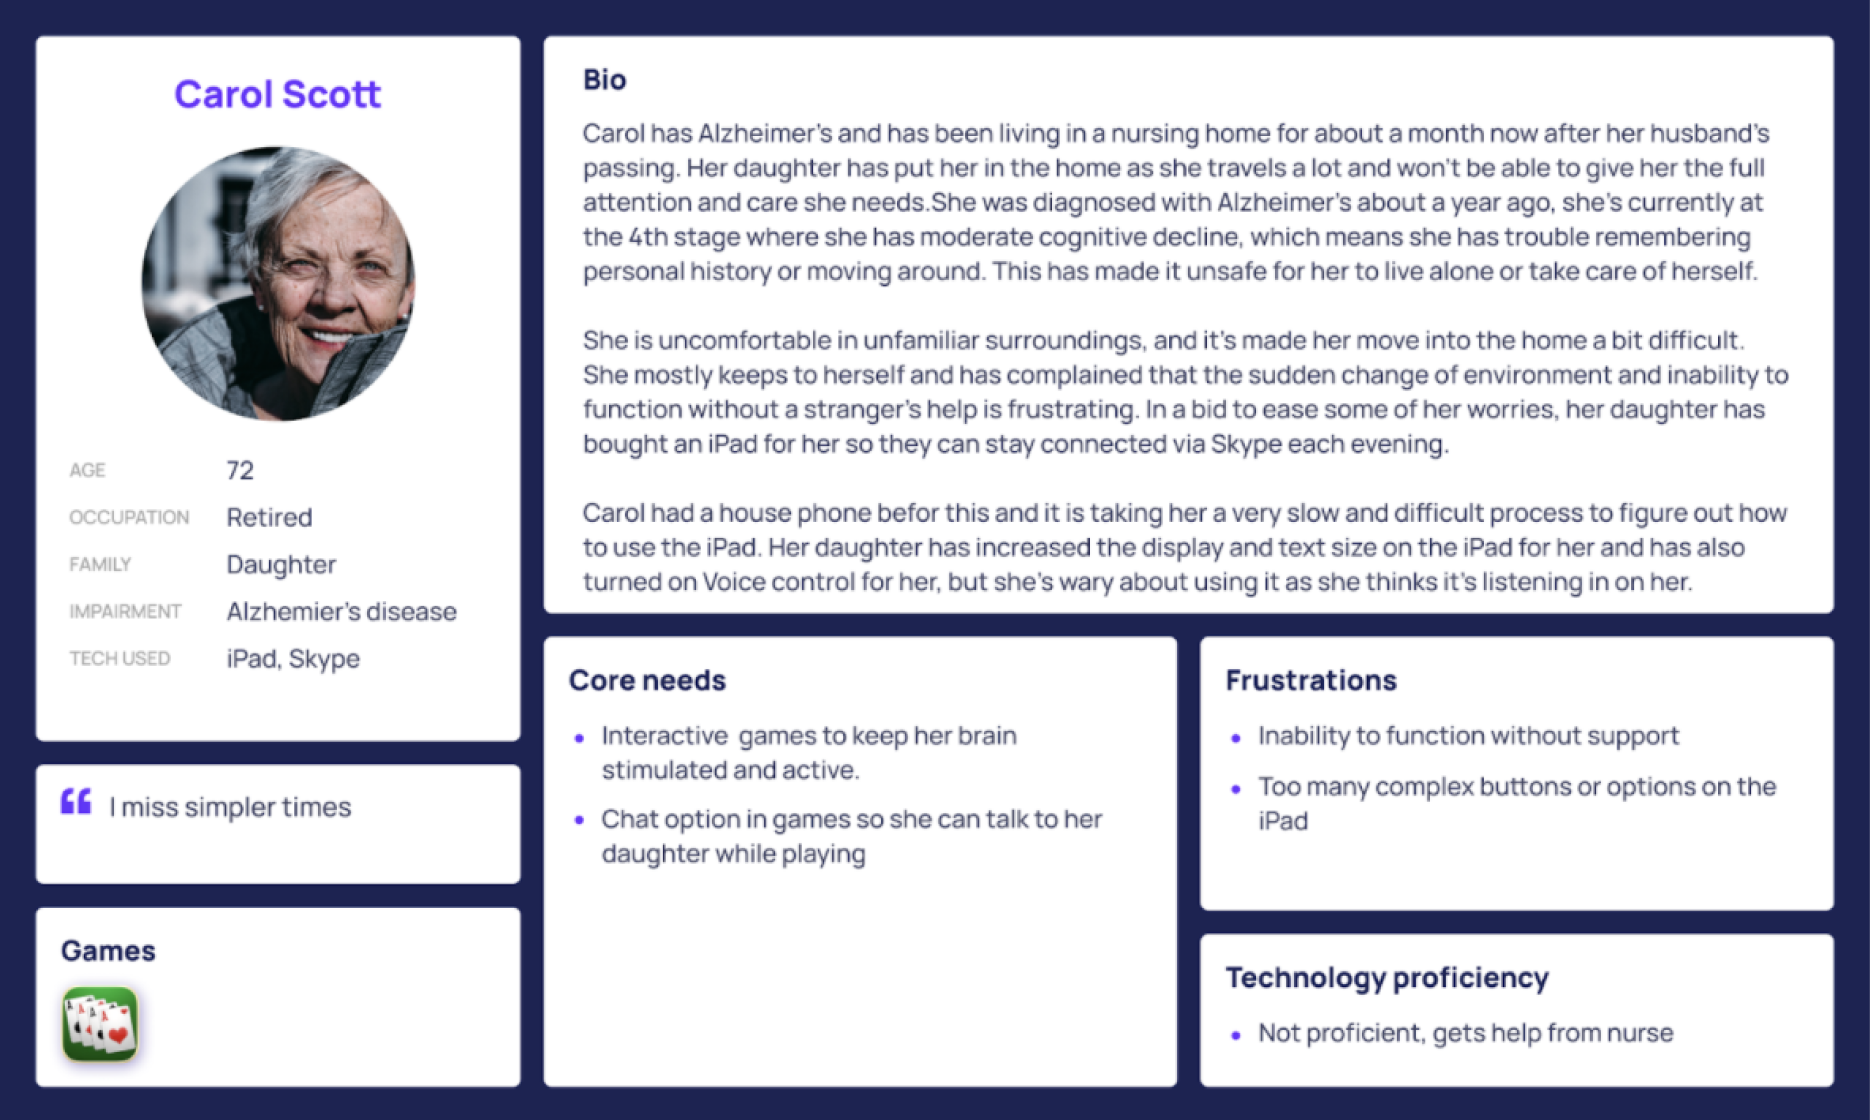 Carol Scott
AGE 72
OCCUPATION Retired
FAMILY Daughter
IMPAIRMENT Alzhemier's disease
TECH USED iPad, Skype
I miss simpler times
Games
Bio
Carol has Alzheimer's and has been living in a nursing home for about a month now after her husband's
passing. Her daughter has put her in the home as she travels a lot and won't be able to give her the full
attention and care she needs.She was diagnosed with Alzheimer's about a year ago, she's currently at
the 4th stage where she has moderate cognitive decline, which means she has trouble remembering
personal history or moving around. This has made it unsafe for her to live alone or take care of herself.
She is uncomfortable in unfamiliar surroundings, and it's made her move into the home a bit difficult.
She mostly keeps to herself and has complained that the sudden change of environment and inability to
function without a stranger's help is frustrating. In a bid to ease some of her worries, her daughter has
bought an iPad for her so they can stay connected via Skype each evening.
Carol had a house phone befor this and it is taking her a very slow and difficult process to figure out how
to use the iPad. Her daughter has increased the display and text size on the iPad for her and has also
turned on Voice control for her, but she's wary about using it as she thinks it's listening in on her.
Core needs
• Interactive games to keep her brain
stimulated and active.
• Chat option in games so she can talk to her
daughter while playing
Frustrations
• Inability to function without support
• Too many complex buttons or options on the
iPad
Technology proficiency
• Not proficient, gets help from nurse